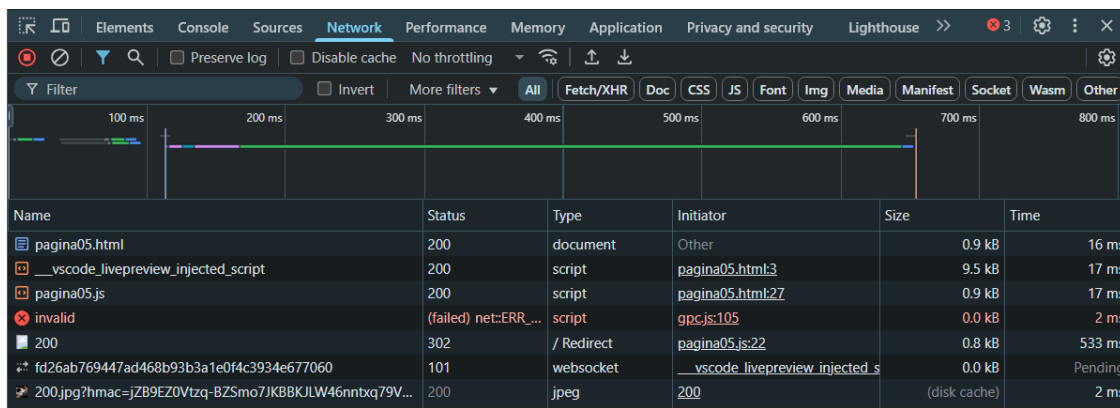 Elements Console Sources Network Performance Memory Application Privacy and security Lighthouse 3
Preserve log Disable cache No throttling
Filter Invert More filters All Fetch/XHR Doc CSS JS Font Img Media Manifest Socket Wasm Other
100 ms 200 ms 300 ms 400 ms 500 ms 600 ms 700 ms 800 ms
Name Status Type Initiator Size Time
pagina05.html 200 document Other 0.9 kB 16 ms
__vscode_livepreview_injected_script 200 script pagina05.html:3 9.5 kB 17 ms
pagina05.js 200 script pagina05.html:27 0.9 kB 17 ms
invalid (failed) net::ERR_... script gpc.js:105 0.0 kB 2 ms
200 302 / Redirect pagina05.js:22 0.8 kB 533 ms
fd26ab769447ad468b93b3a1e0f4c3934e677060 101 websocket __vscode_livepreview_injected_s 0.0 kB Pending
200.jpg?hmac=jZB9EZ0Vtzq-BZSmo7JKBBKJLW46nntxq79V... 200 jpeg 200 (disk cache) 2 ms